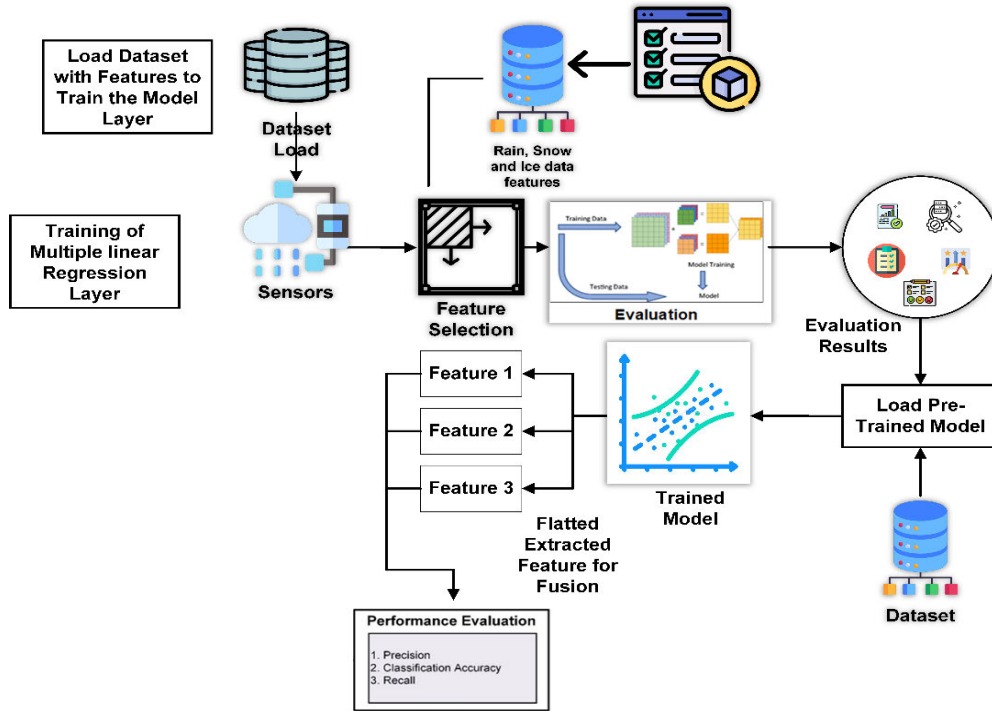 Load Dataset
with Features to
Train the Model
Layer
Dataset
Load
Rain, Snow
and Ice data
features
Training of
Multiple linear
Regression
Layer
Sensors
Feature
Selection
Training Data
Model Training
Testing Data
Model
Evaluation
Evaluation
Results
Feature 1
Feature 2
Feature 3
Load Pre-
Trained Model
Trained
Model
Flatted
Extracted
Feature for
Fusion
Dataset
Performance Evaluation
1. Precision
2. Classification Accuracy
3. Recall